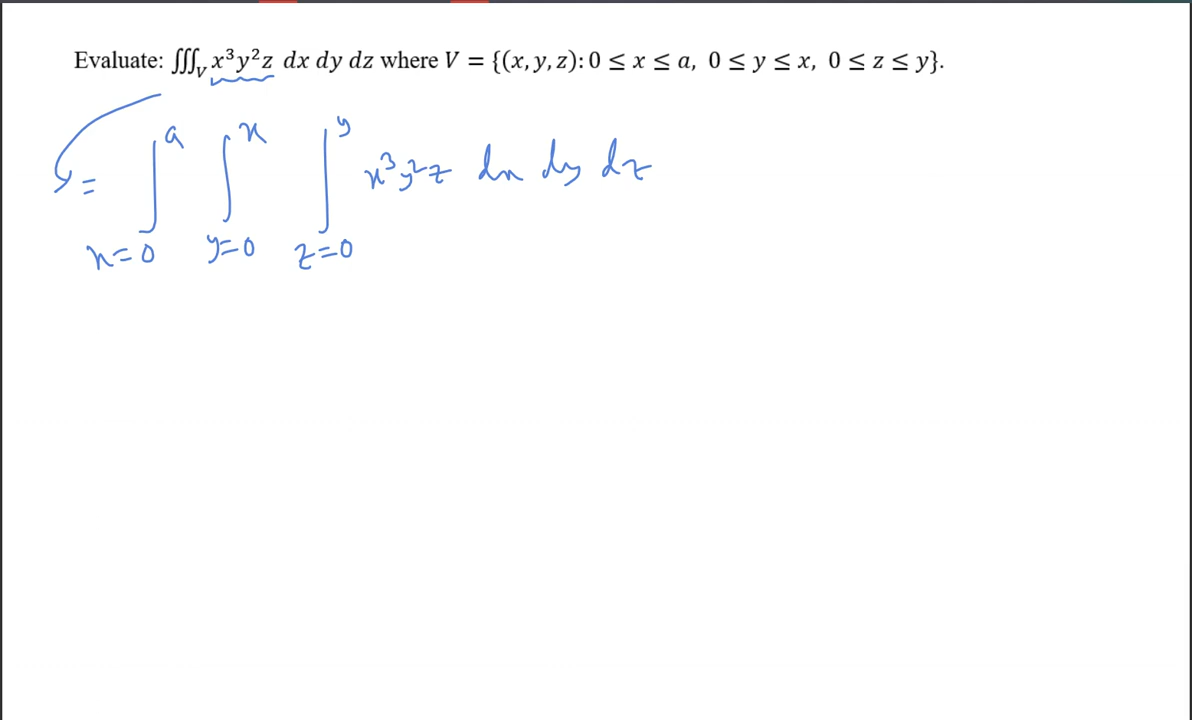 Evaluate: ∭_V x³y²z dx dy dz where V = {(x, y, z): 0 ≤ x ≤ a, 0 ≤ y ≤ x, 0 ≤ z ≤ y}.
= ∫_{x=0}^{a} ∫_{y=0}^{x} ∫_{z=0}^{y} x³y²z dx dy dz